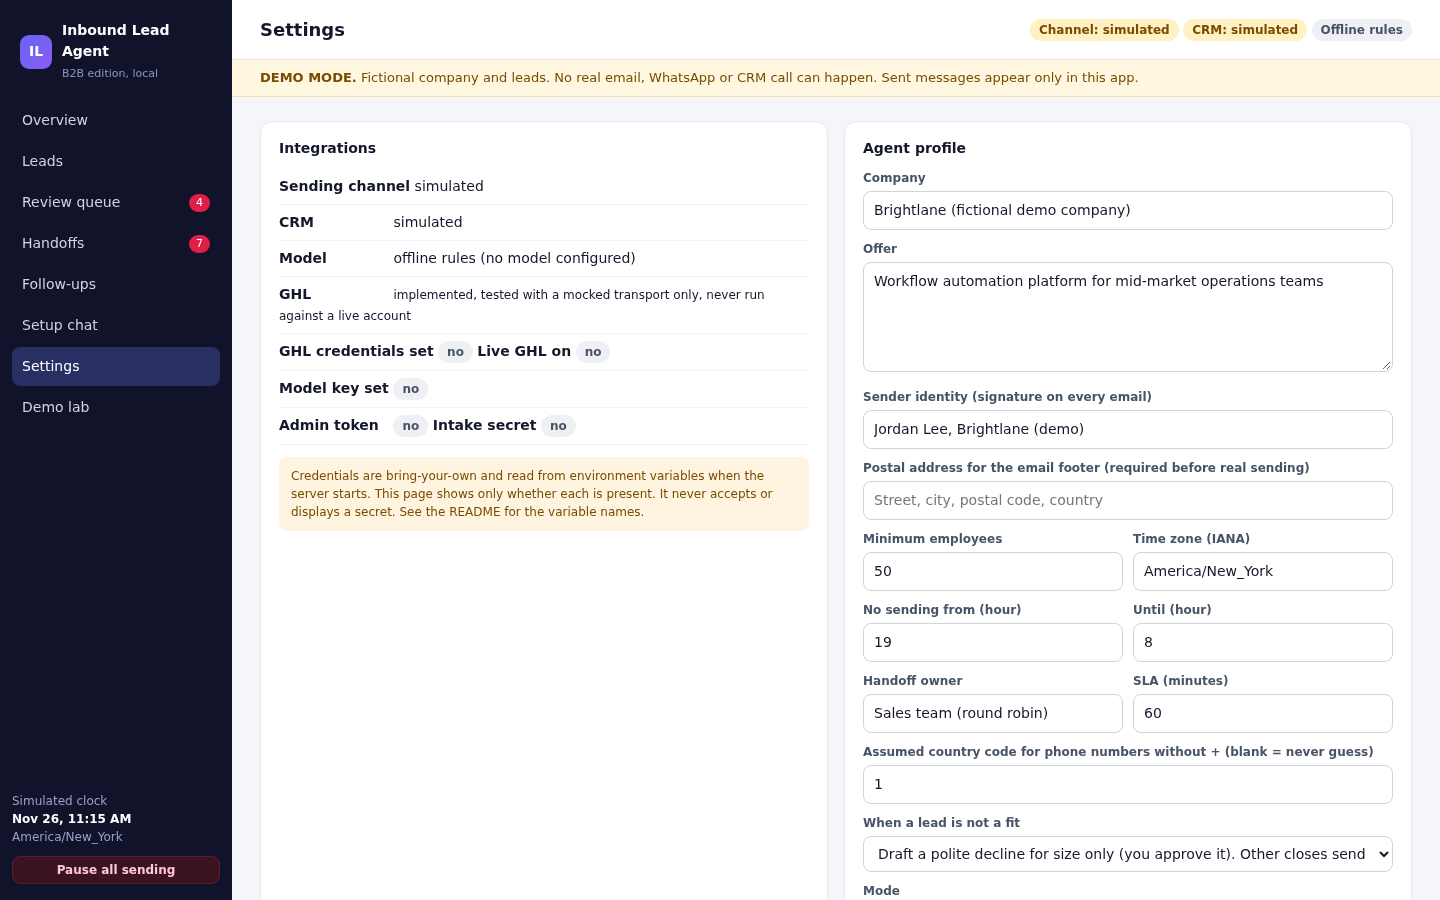 IL
Inbound Lead
Agent
B2B edition, local
Overview
Leads
Review queue 4
Handoffs 7
Follow-ups
Setup chat
Settings
Demo lab
Simulated clock
Nov 26, 11:15 AM
America/New_York
Pause all sending
Settings
Channel: simulated CRM: simulated Offline rules
DEMO MODE. Fictional company and leads. No real email, WhatsApp or CRM call can happen. Sent messages appear only in this app.
Integrations
Sending channel simulated
CRM simulated
Model offline rules (no model configured)
GHL implemented, tested with a mocked transport only, never run
against a live account
GHL credentials set no Live GHL on no
Model key set no
Admin token no Intake secret no
Credentials are bring-your-own and read from environment variables when the
server starts. This page shows only whether each is present. It never accepts or
displays a secret. See the README for the variable names.
Agent profile
Company
Brightlane (fictional demo company)
Offer
Workflow automation platform for mid-market operations teams
Sender identity (signature on every email)
Jordan Lee, Brightlane (demo)
Postal address for the email footer (required before real sending)
Street, city, postal code, country
Minimum employees Time zone (IANA)
50 America/New_York
No sending from (hour) Until (hour)
19 8
Handoff owner SLA (minutes)
Sales team (round robin) 60
Assumed country code for phone numbers without + (blank = never guess)
1
When a lead is not a fit
Draft a polite decline for size only (you approve it). Other closes send
Mode